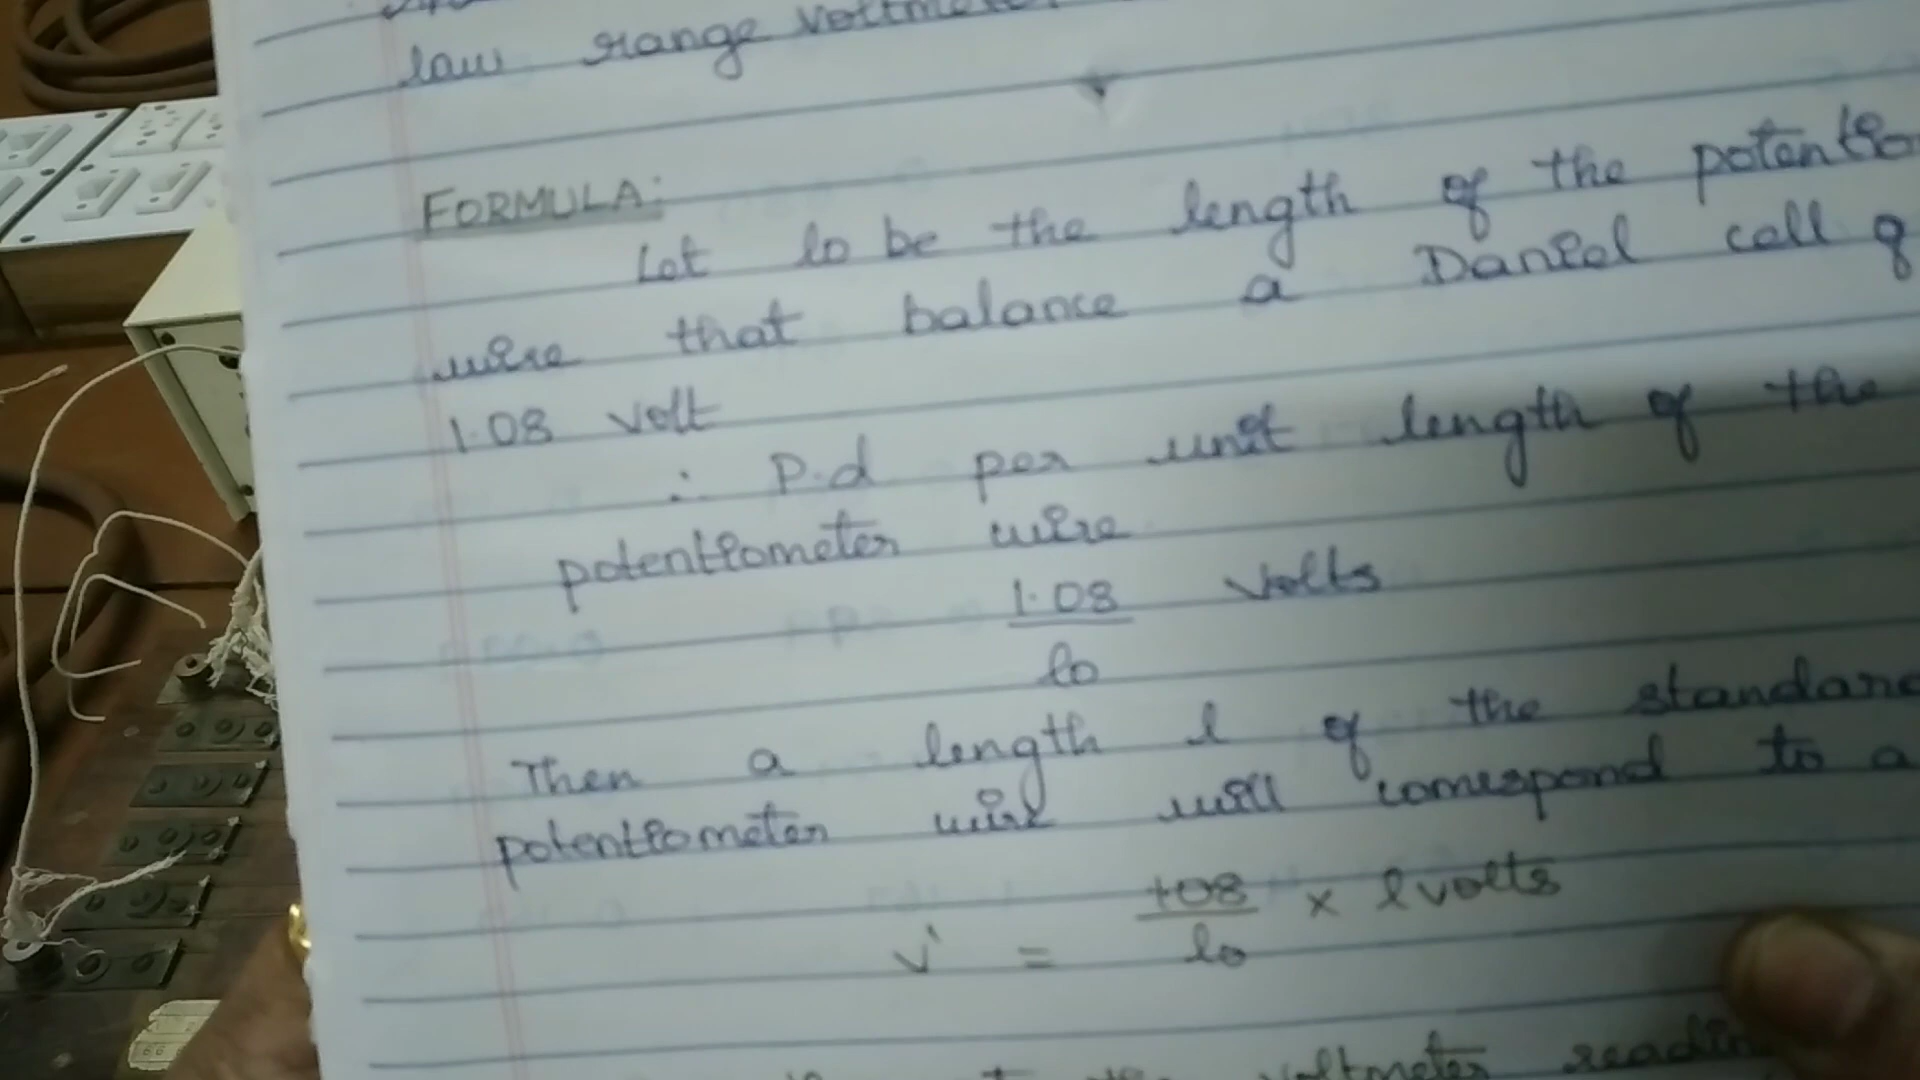 law range voltmeter
FORMULA:
Let lo be the length of the potentio
wire that balance a Daniel cell of
1.08 volt
∴ P.d per unit length of the
potentiometer wire
1.08 volts
lo
Then a length l of the standard
potentiometer wire will correspond to a
V' = 1.08 × l volts
lo
voltmeter reading